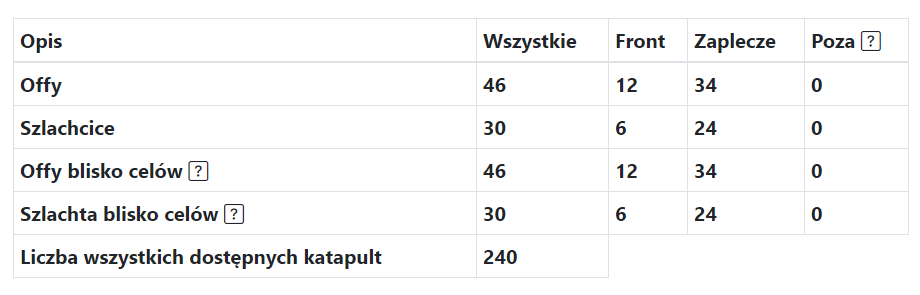 Opis Wszystkie Front Zaplecze Poza ?
Offy 46 12 34 0
Szlachcice 30 6 24 0
Offy blisko celów ? 46 12 34 0
Szlachta blisko celów ? 30 6 24 0
Liczba wszystkich dostępnych katapult 240